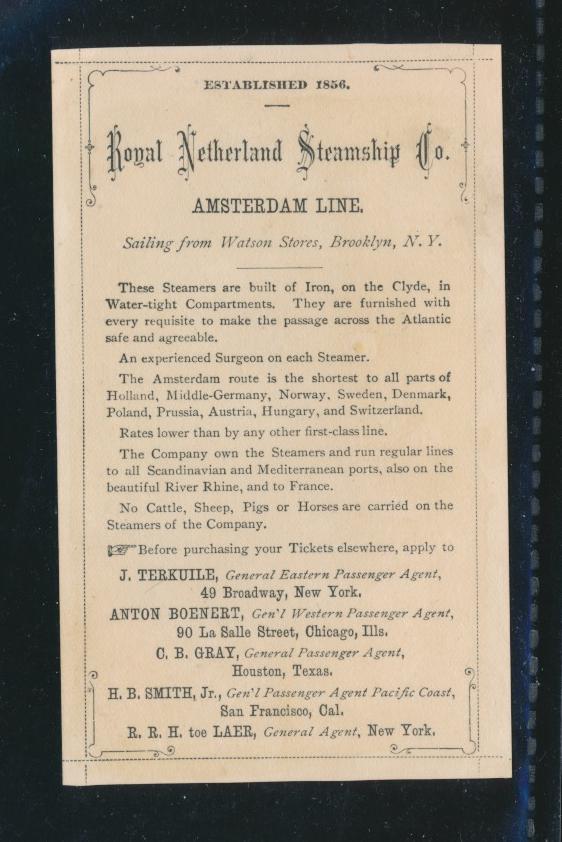 ESTABLISHED 1856.
Royal Netherland Steamship Co.
AMSTERDAM LINE.
Sailing from Watson Stores, Brooklyn, N. Y.
These Steamers are built of Iron, on the Clyde, in
Water-tight Compartments. They are furnished with
every requisite to make the passage across the Atlantic
safe and agreeable.
An experienced Surgeon on each Steamer.
The Amsterdam route is the shortest to all parts of
Holland, Middle-Germany, Norway, Sweden, Denmark,
Poland, Prussia, Austria, Hungary, and Switzerland.
Rates lower than by any other first-class line.
The Company own the Steamers and run regular lines
to all Scandinavian and Mediterranean ports, also on the
beautiful River Rhine, and to France.
No Cattle, Sheep, Pigs or Horses are carried on the
Steamers of the Company.
☞ Before purchasing your Tickets elsewhere, apply to
J. TERKUILE, General Eastern Passenger Agent,
49 Broadway, New York.
ANTON BOENERT, Gen'l Western Passenger Agent,
90 La Salle Street, Chicago, Ills.
C. B. GRAY, General Passenger Agent,
Houston, Texas.
H. B. SMITH, Jr., Gen'l Passenger Agent Pacific Coast,
San Francisco, Cal.
R. R. H. toe LAER, General Agent, New York.